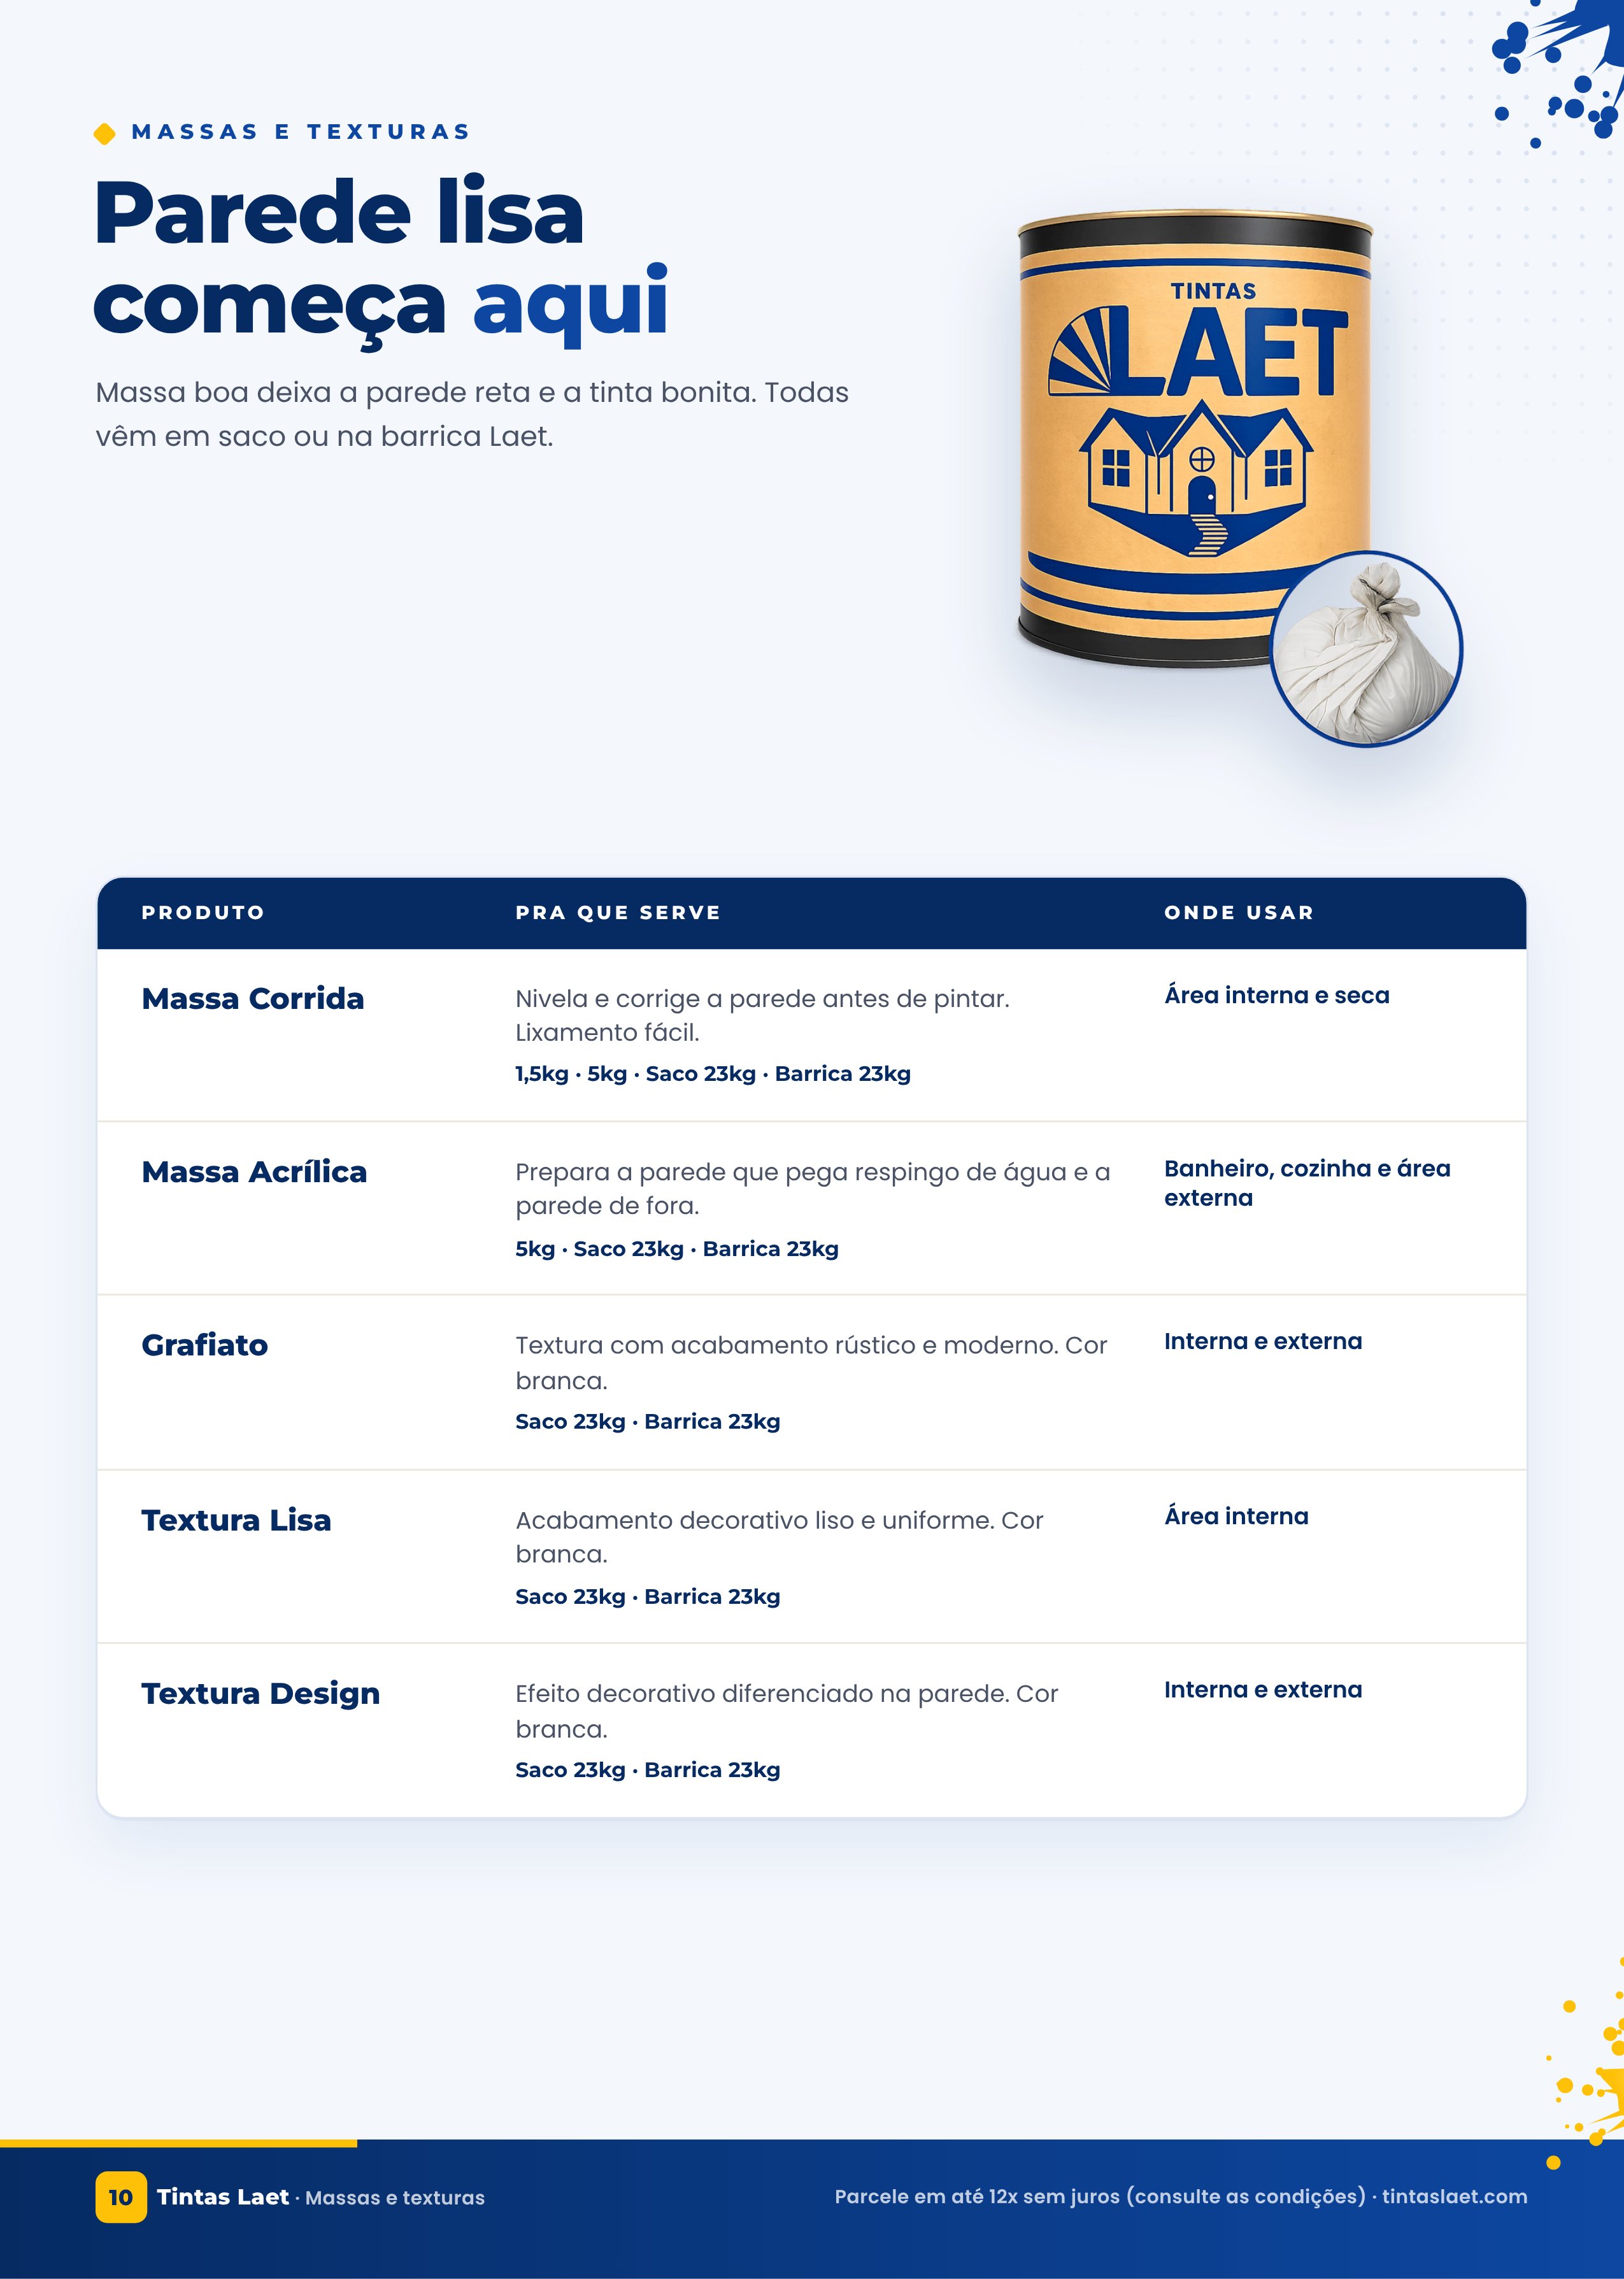 MASSAS E TEXTURAS
Parede lisa
começa aqui
Massa boa deixa a parede reta e a tinta bonita. Todas
vêm em saco ou na barrica Laet.
TINTAS
LAET
PRODUTO
PRA QUE SERVE
ONDE USAR
Massa Corrida
Nivela e corrige a parede antes de pintar.
Lixamento fácil.
1,5kg · 5kg · Saco 23kg · Barrica 23kg
Área interna e seca
Massa Acrílica
Prepara a parede que pega respingo de água e a
parede de fora.
5kg · Saco 23kg · Barrica 23kg
Banheiro, cozinha e área
externa
Grafiato
Textura com acabamento rústico e moderno. Cor
branca.
Saco 23kg · Barrica 23kg
Interna e externa
Textura Lisa
Acabamento decorativo liso e uniforme. Cor
branca.
Saco 23kg · Barrica 23kg
Área interna
Textura Design
Efeito decorativo diferenciado na parede. Cor
branca.
Saco 23kg · Barrica 23kg
Interna e externa
10 Tintas Laet · Massas e texturas
Parcele em até 12x sem juros (consulte as condições) · tintaslaet.com